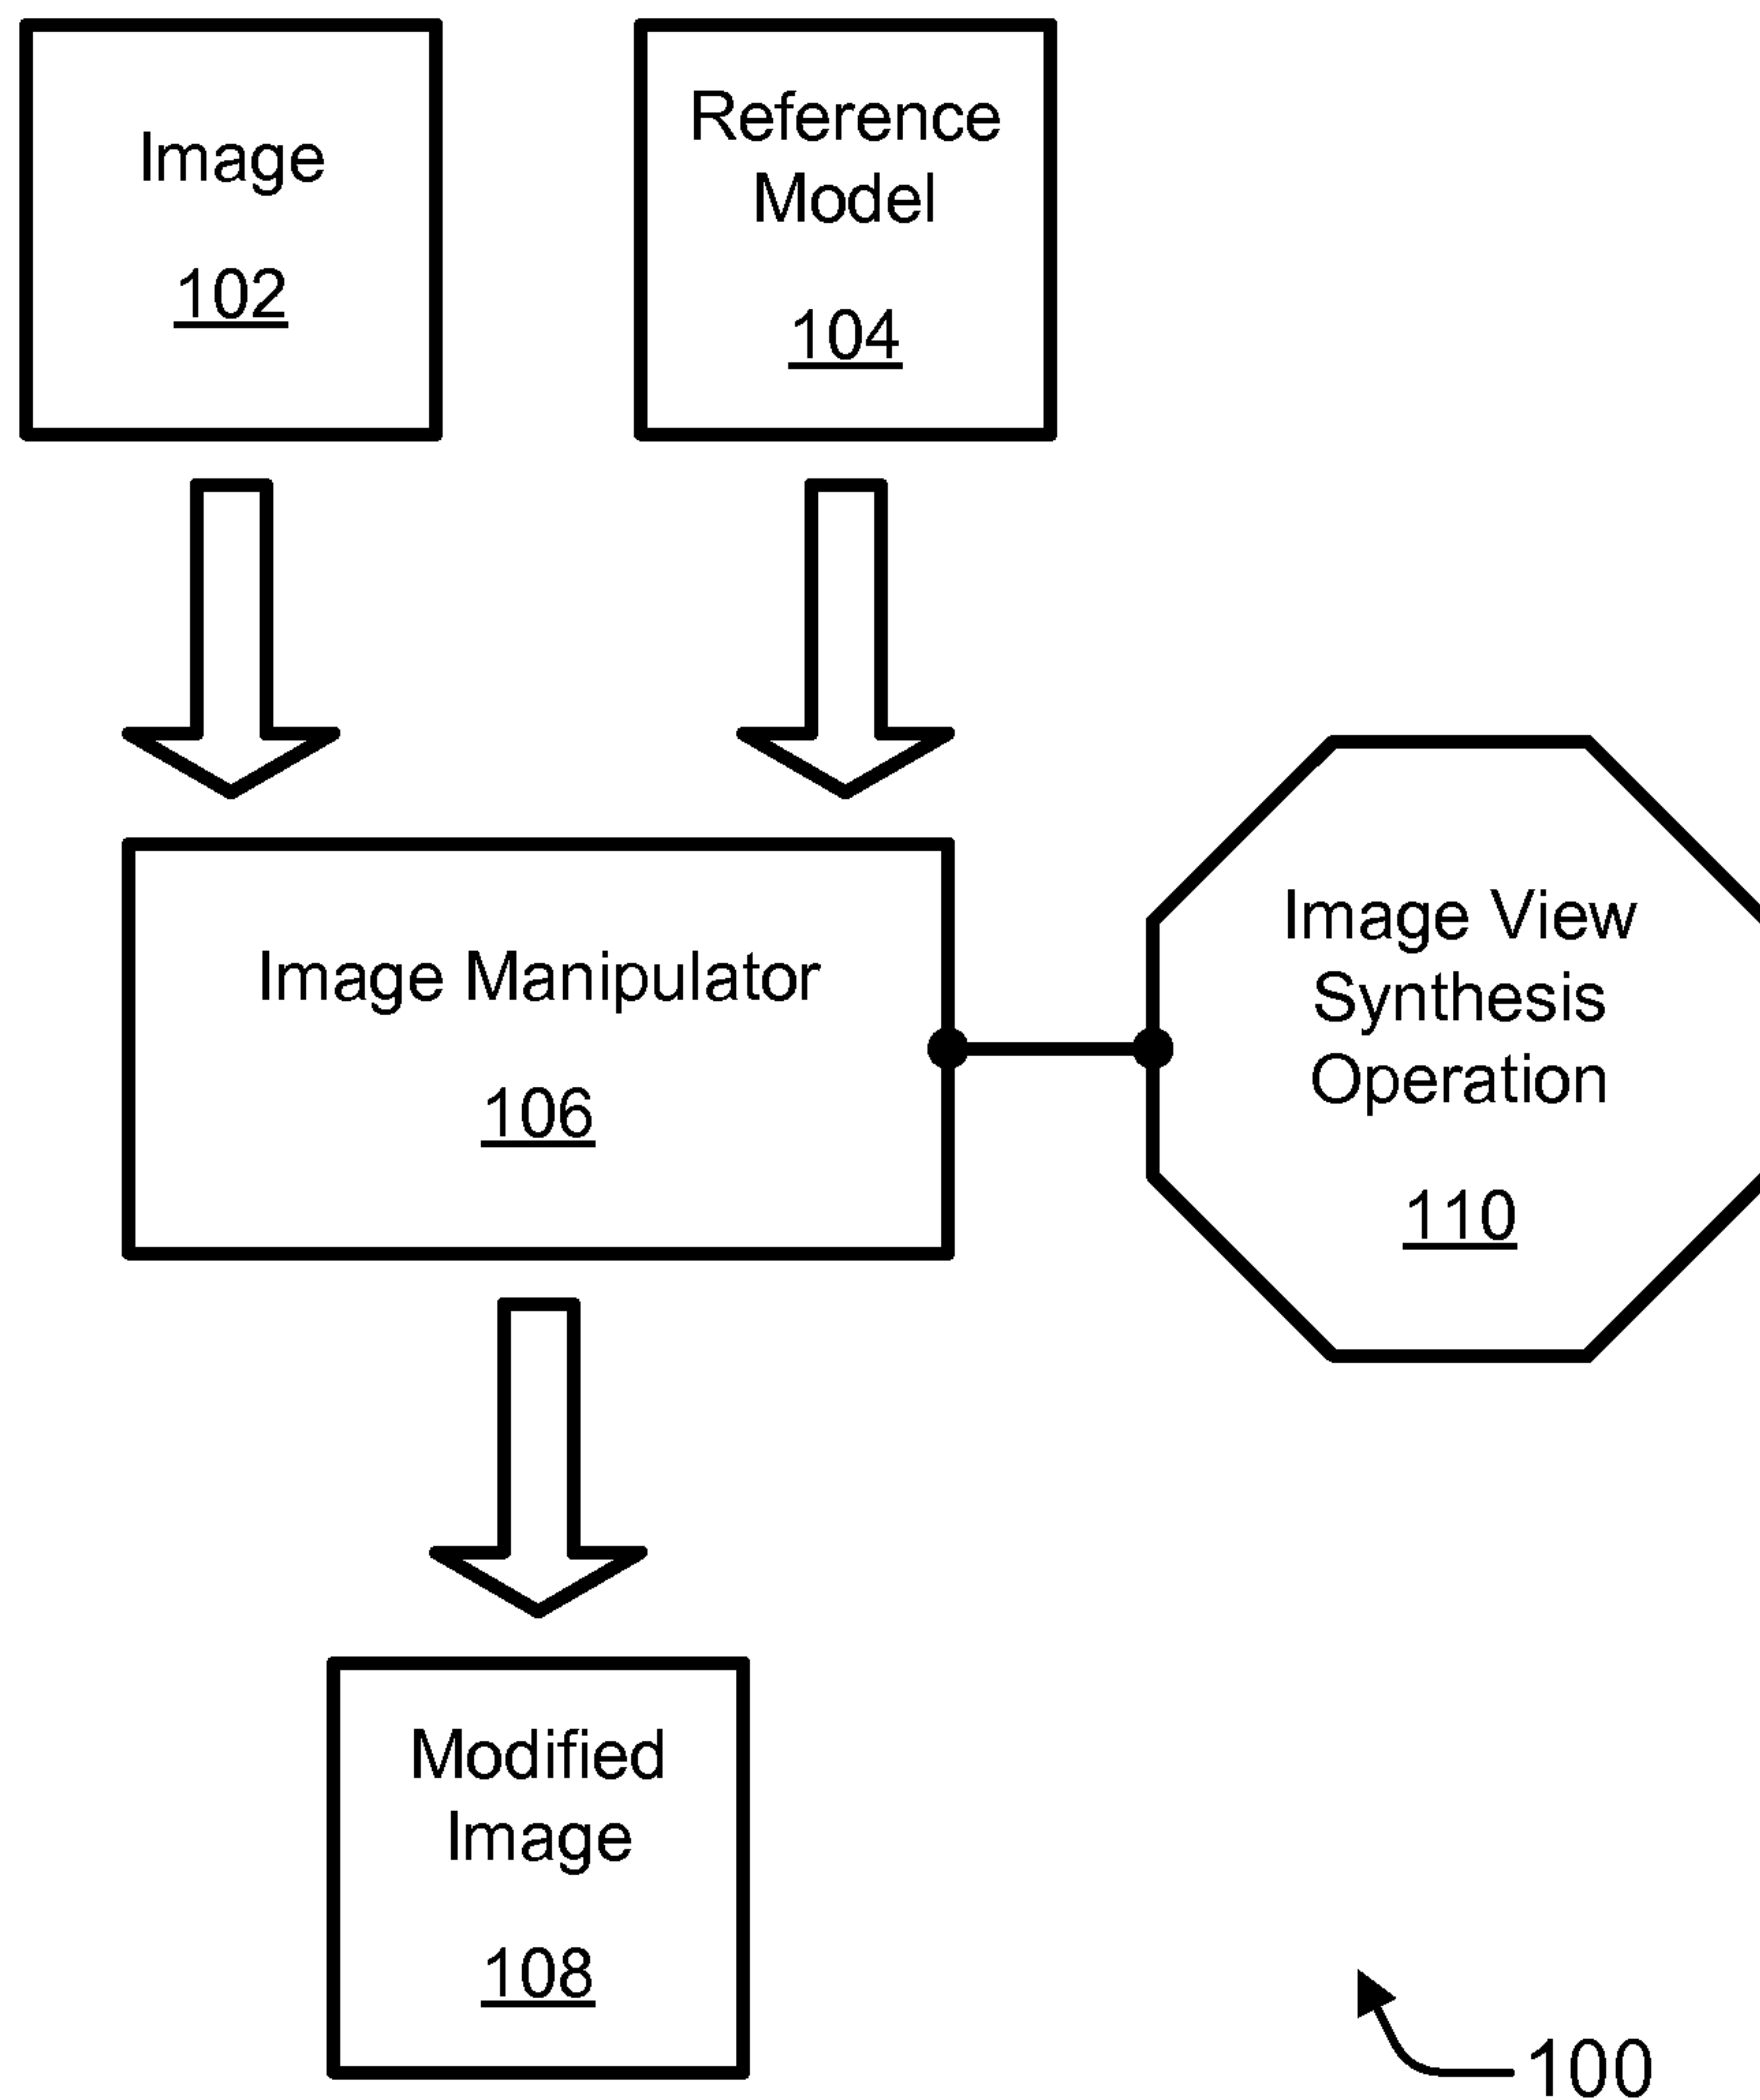 Image
102
Reference
Model
104
Image Manipulator
106
Image View
Synthesis
Operation
110
Modified
Image
108
100